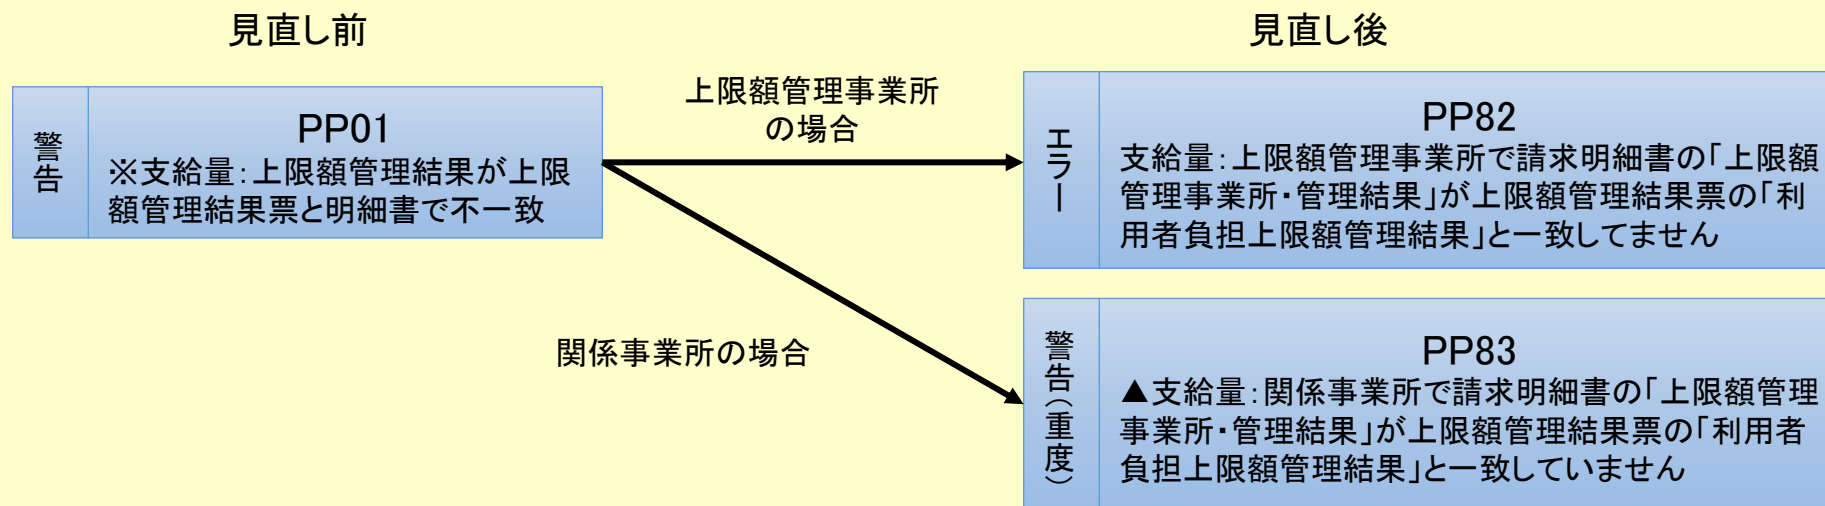 見直し前
見直し後
警告
PP01
※支給量:上限額管理結果が上限
額管理結果票と明細書で不一致
上限額管理事業所
の場合
関係事業所の場合
エラー
PP82
支給量:上限額管理事業所で請求明細書の「上限額
管理事業所・管理結果」が上限額管理結果票の「利
用者負担上限額管理結果」と一致してません
警告(重度)
PP83
▲支給量:関係事業所で請求明細書の「上限額管理
事業所・管理結果」が上限額管理結果票の「利用者
負担上限額管理結果」と一致していません